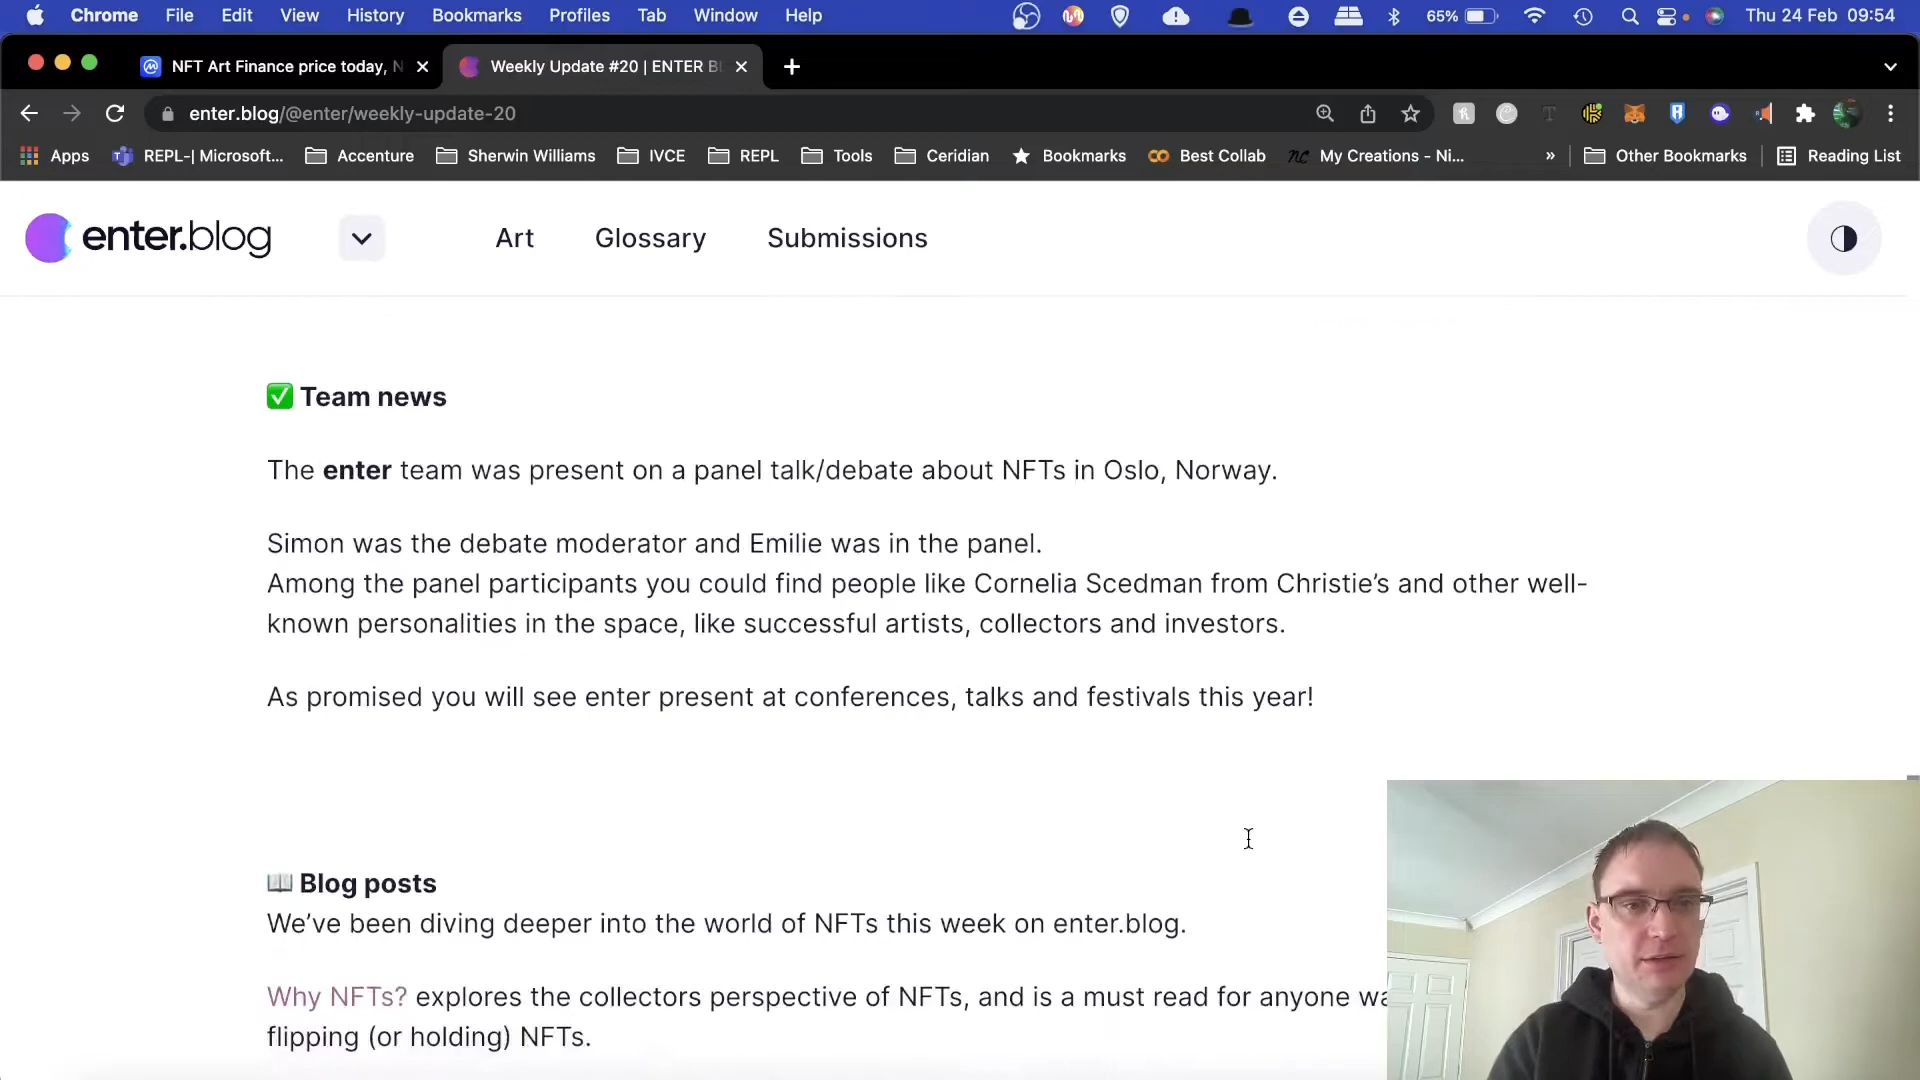 Chrome File Edit View History Bookmarks Profiles Tab Window Help 65% Thu 24 Feb 09:54
NFT Art Finance price today, N Weekly Update #20 | ENTER BL
enter.blog/@enter/weekly-update-20
Apps REPL-| Microsoft... Accenture Sherwin Williams IVCE REPL Tools Ceridian Bookmarks Best Collab My Creations - Ni... » Other Bookmarks Reading List
enter.blog Art Glossary Submissions
✅ Team news
The enter team was present on a panel talk/debate about NFTs in Oslo, Norway.
Simon was the debate moderator and Emilie was in the panel.
Among the panel participants you could find people like Cornelia Scedman from Christie’s and other well-
known personalities in the space, like successful artists, collectors and investors.
As promised you will see enter present at conferences, talks and festivals this year!
📖 Blog posts
We’ve been diving deeper into the world of NFTs this week on enter.blog.
Why NFTs? explores the collectors perspective of NFTs, and is a must read for anyone wa
flipping (or holding) NFTs.